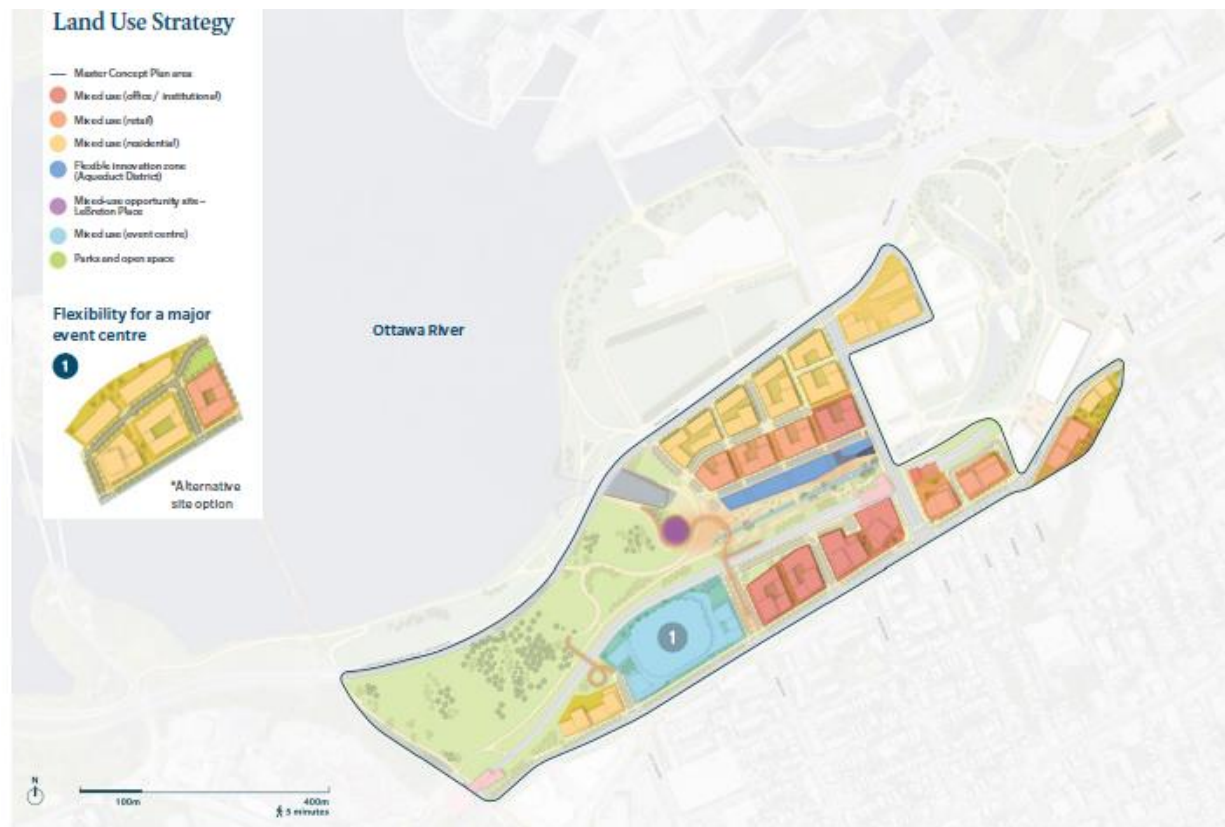 Land Use Strategy
Master Concept Plan area
Mixed use (office / institutional)
Mixed use (retail)
Mixed use (residential)
Flexible innovation zone
(Aqueduct District)
Mixed-use opportunity site –
LeBreton Place
Mixed use (event centre)
Parks and open space
Flexibility for a major
event centre
1
*Alternative
site option
Ottawa River
1
N
100m
400m
5 minutes